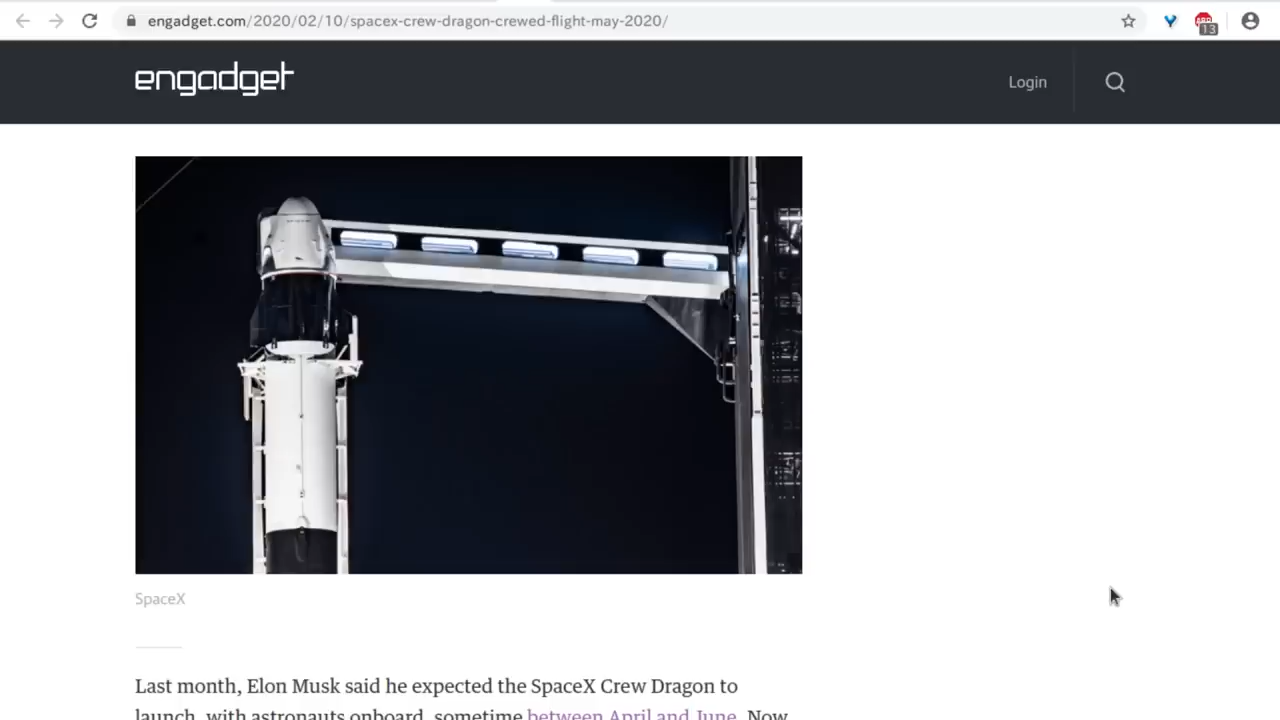 engadget.com/2020/02/10/spacex-crew-dragon-crewed-flight-may-2020/
13
engadget
Login
SpaceX
Last month, Elon Musk said he expected the SpaceX Crew Dragon to
launch, with astronauts onboard, sometime between April and June. Now